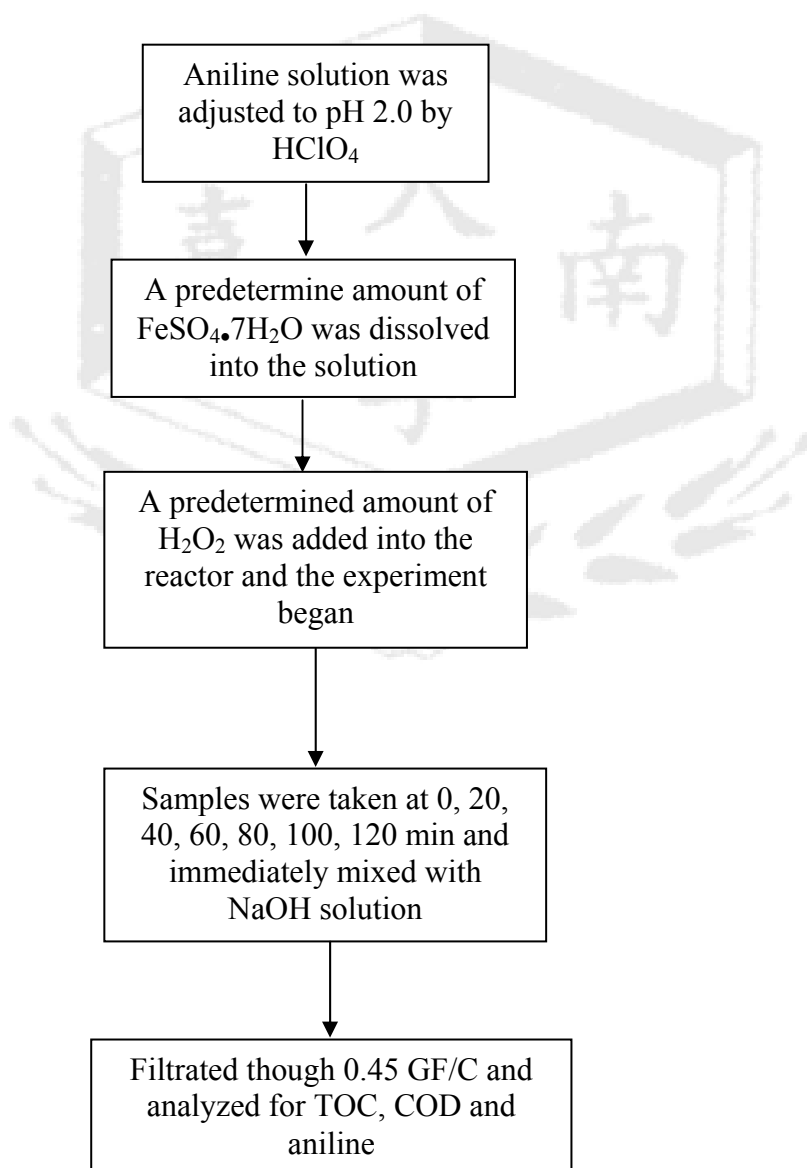 Aniline solution was
adjusted to pH 2.0 by
HClO₄
A predetermine amount of
FeSO₄•7H₂O was dissolved
into the solution
A predetermined amount of
H₂O₂ was added into the
reactor and the experiment
began
Samples were taken at 0, 20,
40, 60, 80, 100, 120 min and
immediately mixed with
NaOH solution
Filtrated though 0.45 GF/C and
analyzed for TOC, COD and
aniline